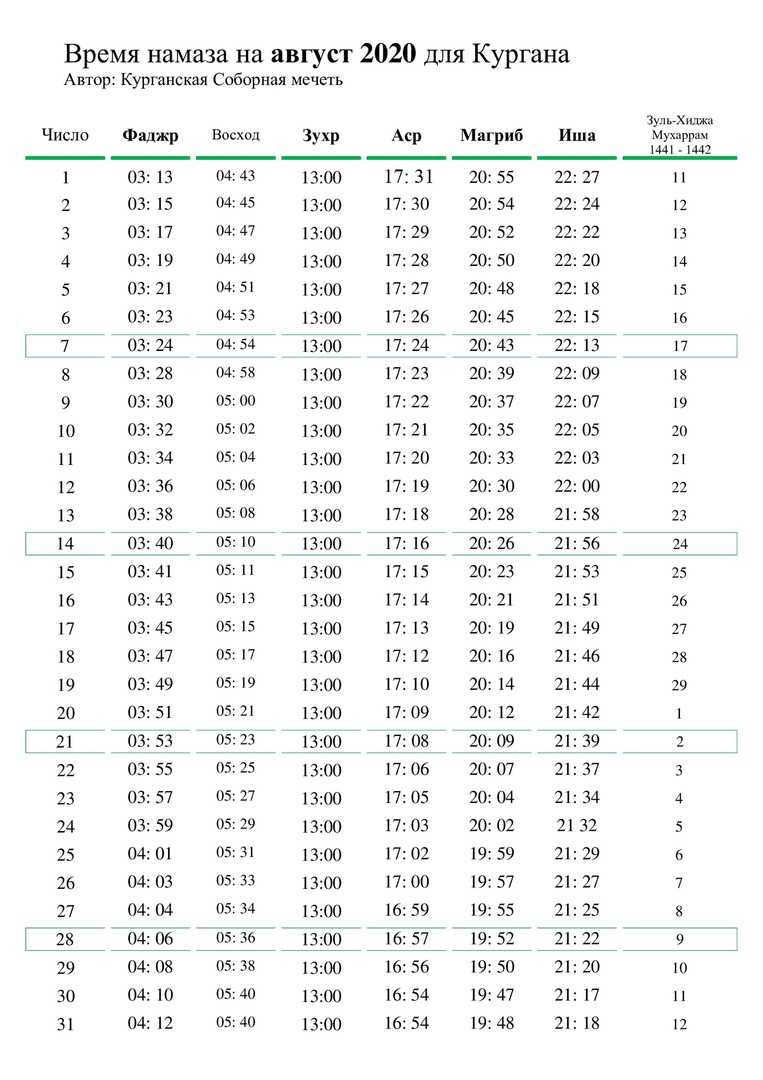 Время намаза на август 2020 для Кургана
Автор: Курганская Соборная мечеть
Число Фаджр Восход Зухр Аср Магриб Иша Зуль-Хиджа
Мухаррам
1441 - 1442
1 03: 13 04: 43 13:00 17: 31 20: 55 22: 27 11
2 03: 15 04: 45 13:00 17: 30 20: 54 22: 24 12
3 03: 17 04: 47 13:00 17: 29 20: 52 22: 22 13
4 03: 19 04: 49 13:00 17: 28 20: 50 22: 20 14
5 03: 21 04: 51 13:00 17: 27 20: 48 22: 18 15
6 03: 23 04: 53 13:00 17: 26 20: 45 22: 15 16
7 03: 24 04: 54 13:00 17: 24 20: 43 22: 13 17
8 03: 28 04: 58 13:00 17: 23 20: 39 22: 09 18
9 03: 30 05: 00 13:00 17: 22 20: 37 22: 07 19
10 03: 32 05: 02 13:00 17: 21 20: 35 22: 05 20
11 03: 34 05: 04 13:00 17: 20 20: 33 22: 03 21
12 03: 36 05: 06 13:00 17: 19 20: 30 22: 00 22
13 03: 38 05: 08 13:00 17: 18 20: 28 21: 58 23
14 03: 40 05: 10 13:00 17: 16 20: 26 21: 56 24
15 03: 41 05: 11 13:00 17: 15 20: 23 21: 53 25
16 03: 43 05: 13 13:00 17: 14 20: 21 21: 51 26
17 03: 45 05: 15 13:00 17: 13 20: 19 21: 49 27
18 03: 47 05: 17 13:00 17: 12 20: 16 21: 46 28
19 03: 49 05: 19 13:00 17: 10 20: 14 21: 44 29
20 03: 51 05: 21 13:00 17: 09 20: 12 21: 42 1
21 03: 53 05: 23 13:00 17: 08 20: 09 21: 39 2
22 03: 55 05: 25 13:00 17: 06 20: 07 21: 37 3
23 03: 57 05: 27 13:00 17: 05 20: 04 21: 34 4
24 03: 59 05: 29 13:00 17: 03 20: 02 21 32 5
25 04: 01 05: 31 13:00 17: 02 19: 59 21: 29 6
26 04: 03 05: 33 13:00 17: 00 19: 57 21: 27 7
27 04: 04 05: 34 13:00 16: 59 19: 55 21: 25 8
28 04: 06 05: 36 13:00 16: 57 19: 52 21: 22 9
29 04: 08 05: 38 13:00 16: 56 19: 50 21: 20 10
30 04: 10 05: 40 13:00 16: 54 19: 47 21: 17 11
31 04: 12 05: 40 13:00 16: 54 19: 48 21: 18 12